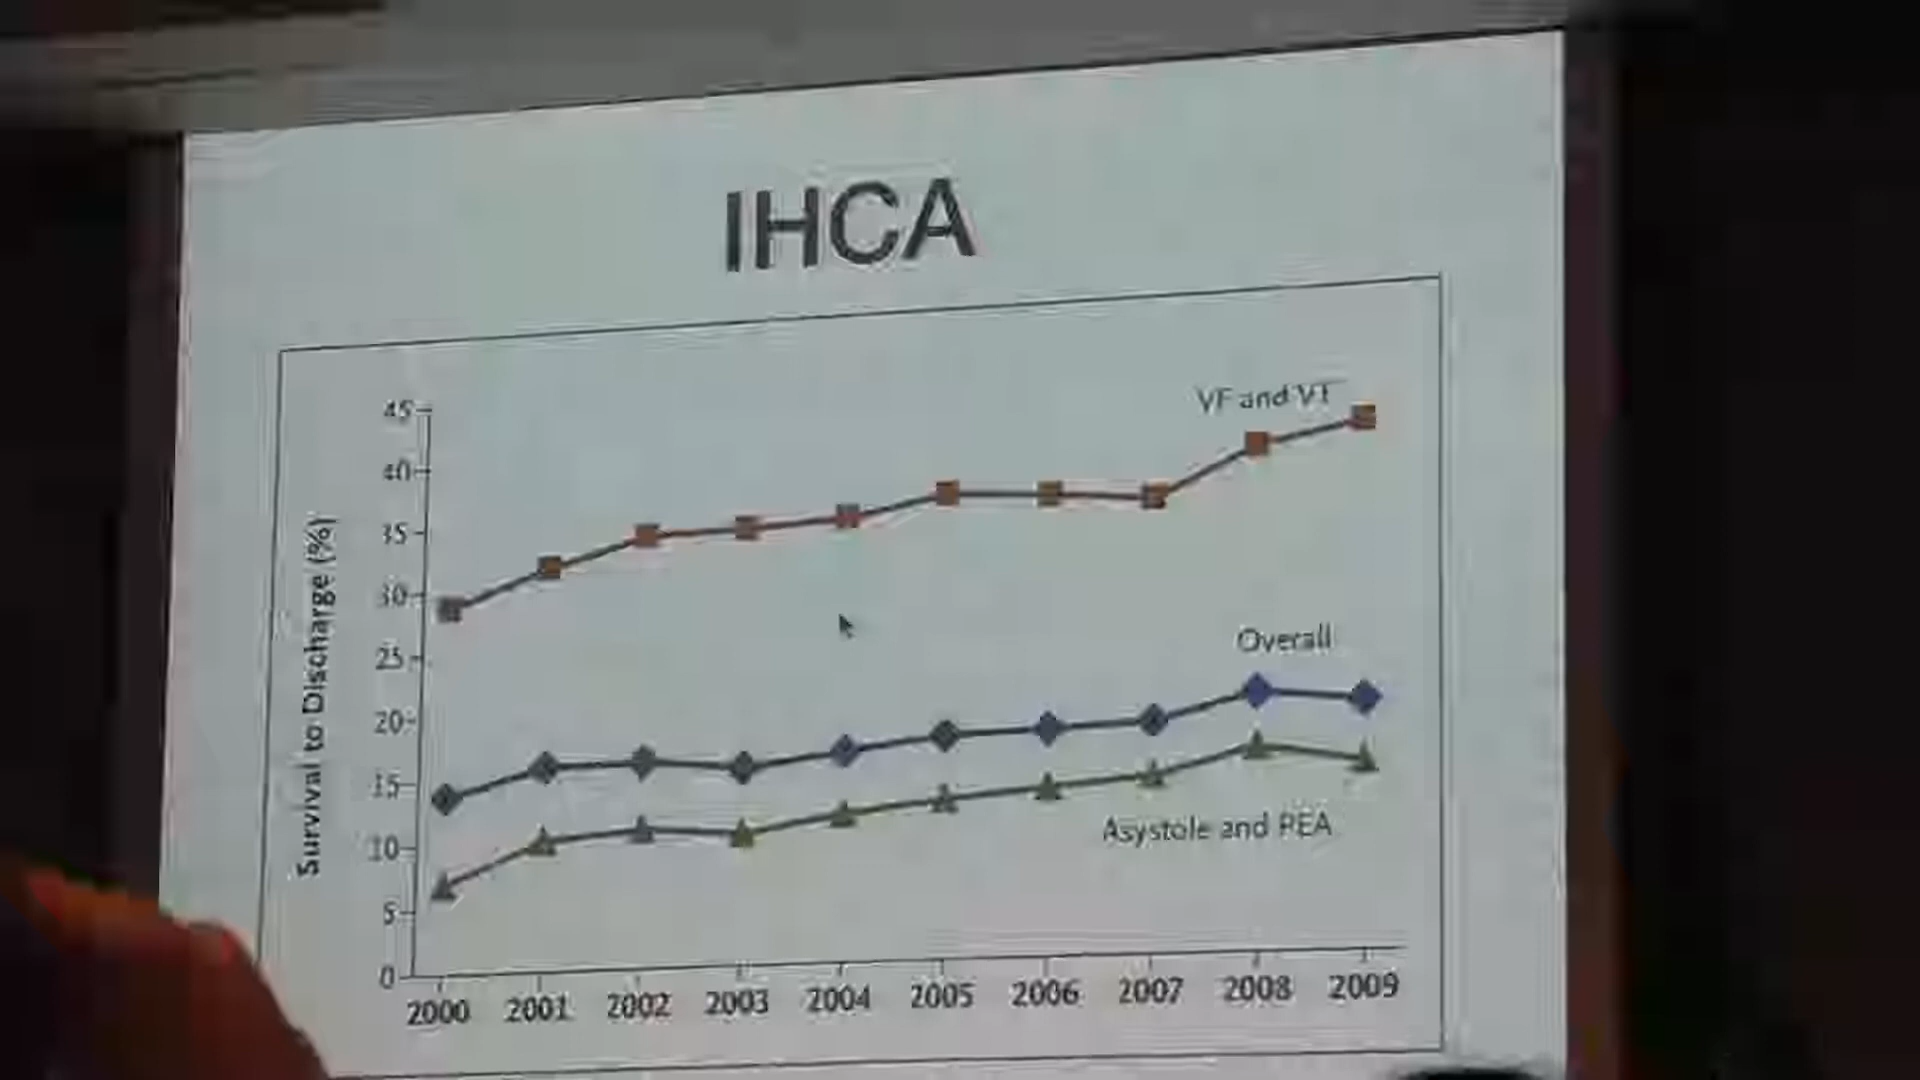 IHCA
45
40
35
30
25
20
15
10
5
0
Survival to Discharge (%)
VF and VT
Overall
Asystole and PEA
2000 2001 2002 2003 2004 2005 2006 2007 2008 2009